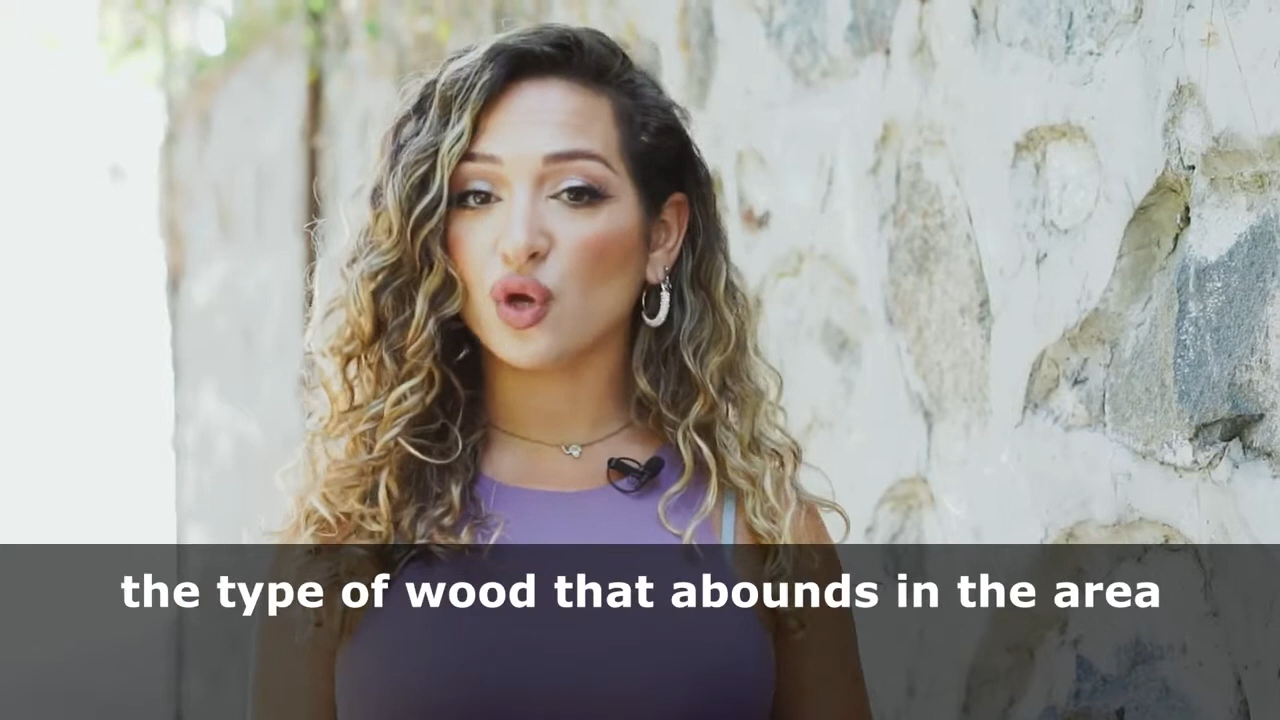 the type of wood that abounds in the area